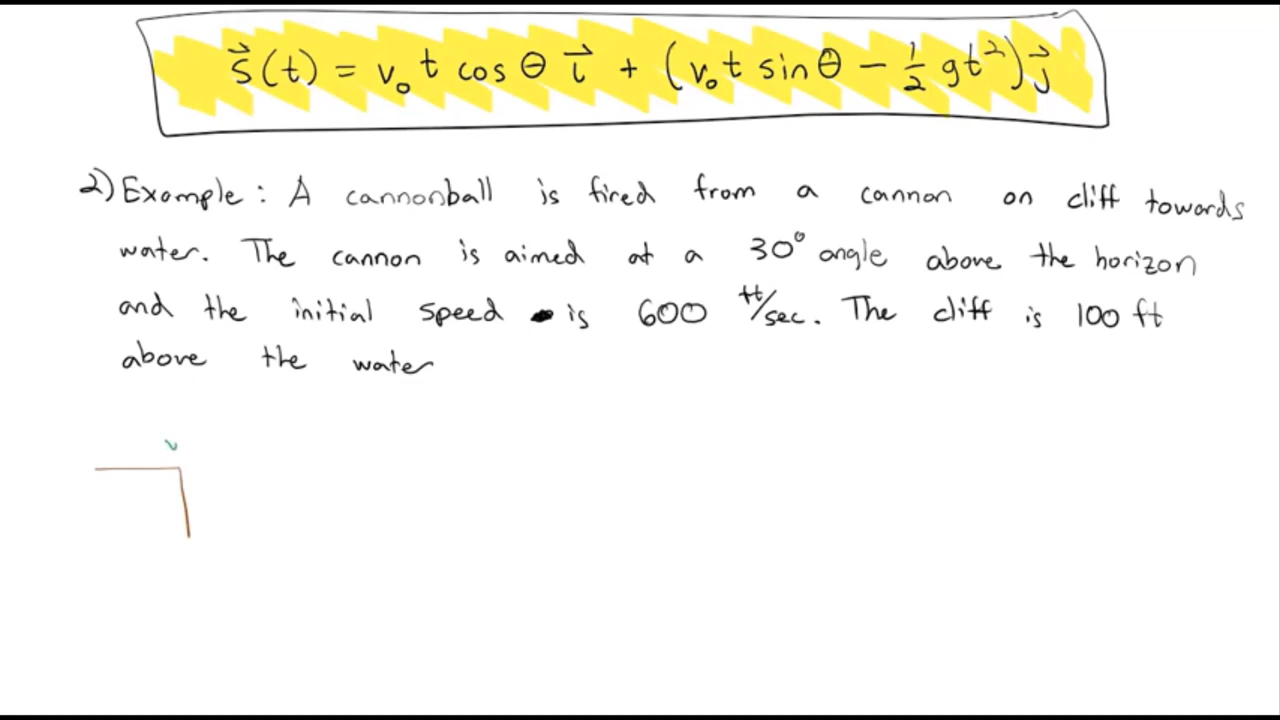 s⃗(t) = v₀ t cos θ i⃗ + (v₀ t sin θ − ½ gt²) j⃗
2) Example: A cannonball is fired from a cannon on cliff towards
water. The cannon is aimed at a 30° angle above the horizon
and the initial speed is 600 ft/sec. The cliff is 100 ft
above the water